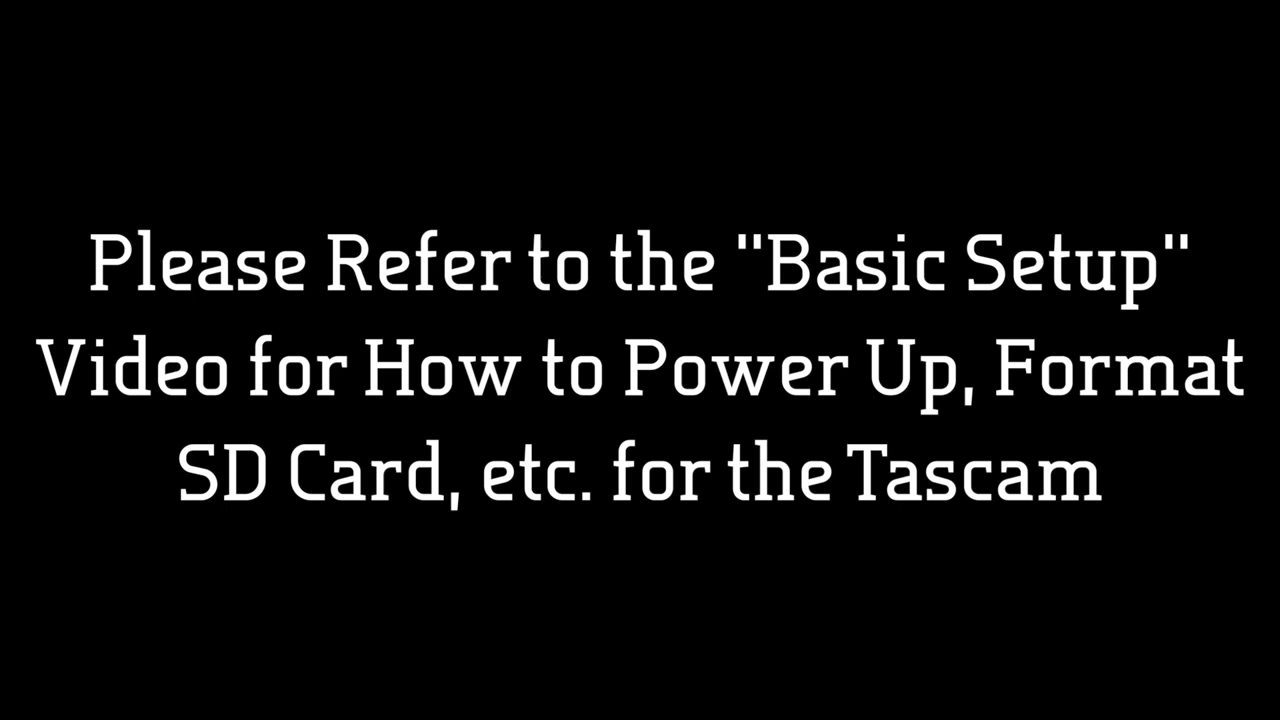 Please Refer to the "Basic Setup"
Video for How to Power Up, Format
SD Card, etc. for the Tascam